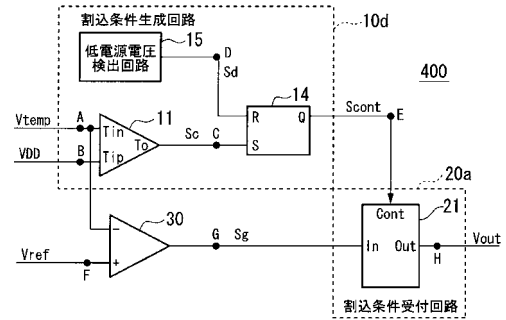 割込条件生成回路
10d
低電源電圧
検出回路
15
D
Sd
400
14
R
Q
S
Scont
E
Vtemp
A
Tin
11
To
Sc
C
VDD
B
Tip
20a
30
Cont
21
G
Sg
In
Out
Vout
H
Vref
F
-
+
割込条件受付回路